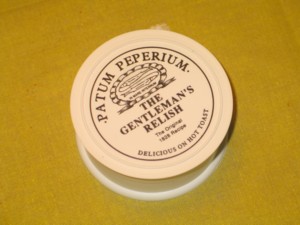 ·PATUM PEPERIUM·
THE
GENTLEMAN'S
RELISH
The Original
1828 Recipe
DELICIOUS ON HOT TOAST